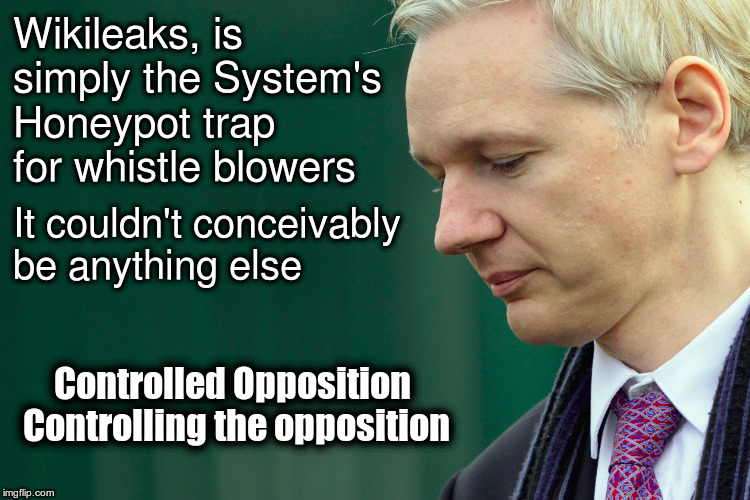 Wikileaks, is
simply the System's
Honeypot trap
for whistle blowers
It couldn't conceivably
be anything else
Controlled Opposition
Controlling the opposition
imgflip.com